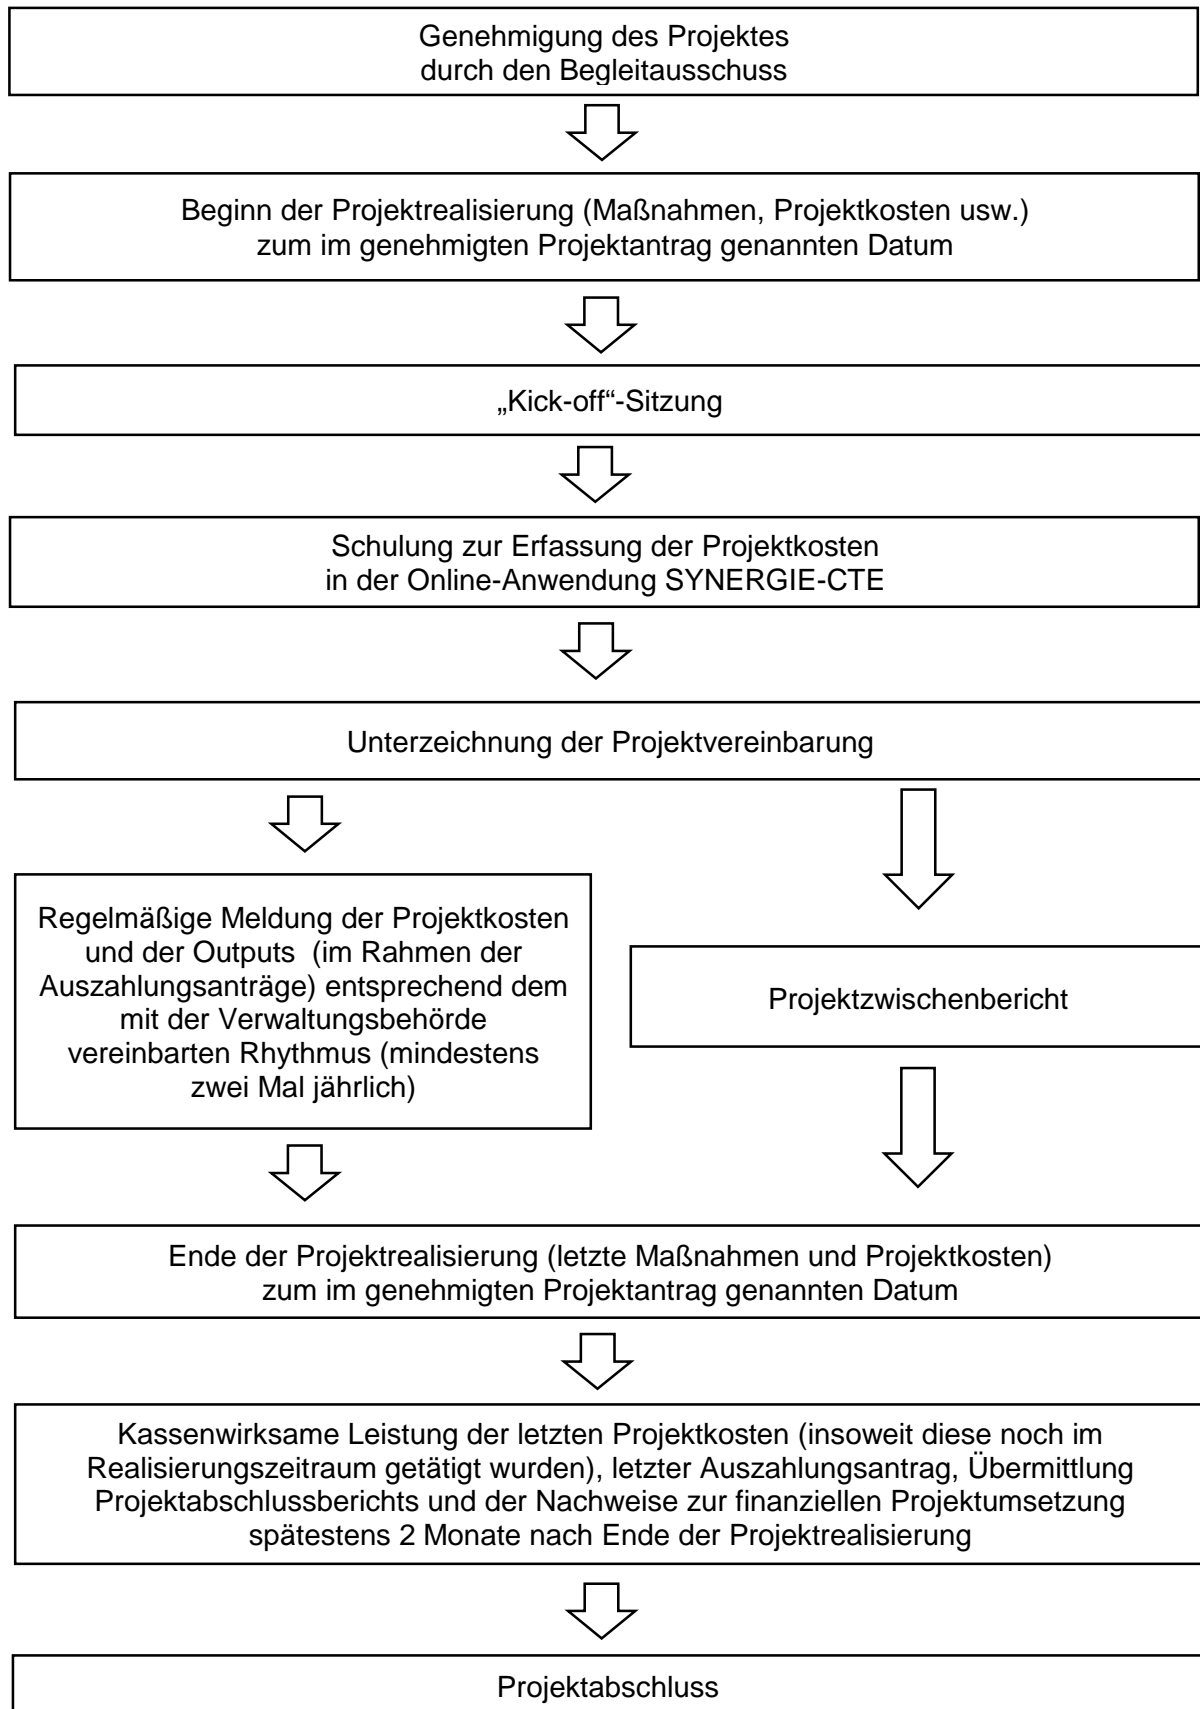 Genehmigung des Projektes
durch den Begleitausschuss
Beginn der Projektrealisierung (Maßnahmen, Projektkosten usw.)
zum im genehmigten Projektantrag genannten Datum
„Kick-off“-Sitzung
Schulung zur Erfassung der Projektkosten
in der Online-Anwendung SYNERGIE-CTE
Unterzeichnung der Projektvereinbarung
Regelmäßige Meldung der Projektkosten
und der Outputs  (im Rahmen der
Auszahlungsanträge) entsprechend dem
mit der Verwaltungsbehörde
vereinbarten Rhythmus (mindestens
zwei Mal jährlich)
Projektzwischenbericht
Ende der Projektrealisierung (letzte Maßnahmen und Projektkosten)
zum im genehmigten Projektantrag genannten Datum
Kassenwirksame Leistung der letzten Projektkosten (insoweit diese noch im
Realisierungszeitraum getätigt wurden), letzter Auszahlungsantrag, Übermittlung
Projektabschlussberichts und der Nachweise zur finanziellen Projektumsetzung
spätestens 2 Monate nach Ende der Projektrealisierung
Projektabschluss